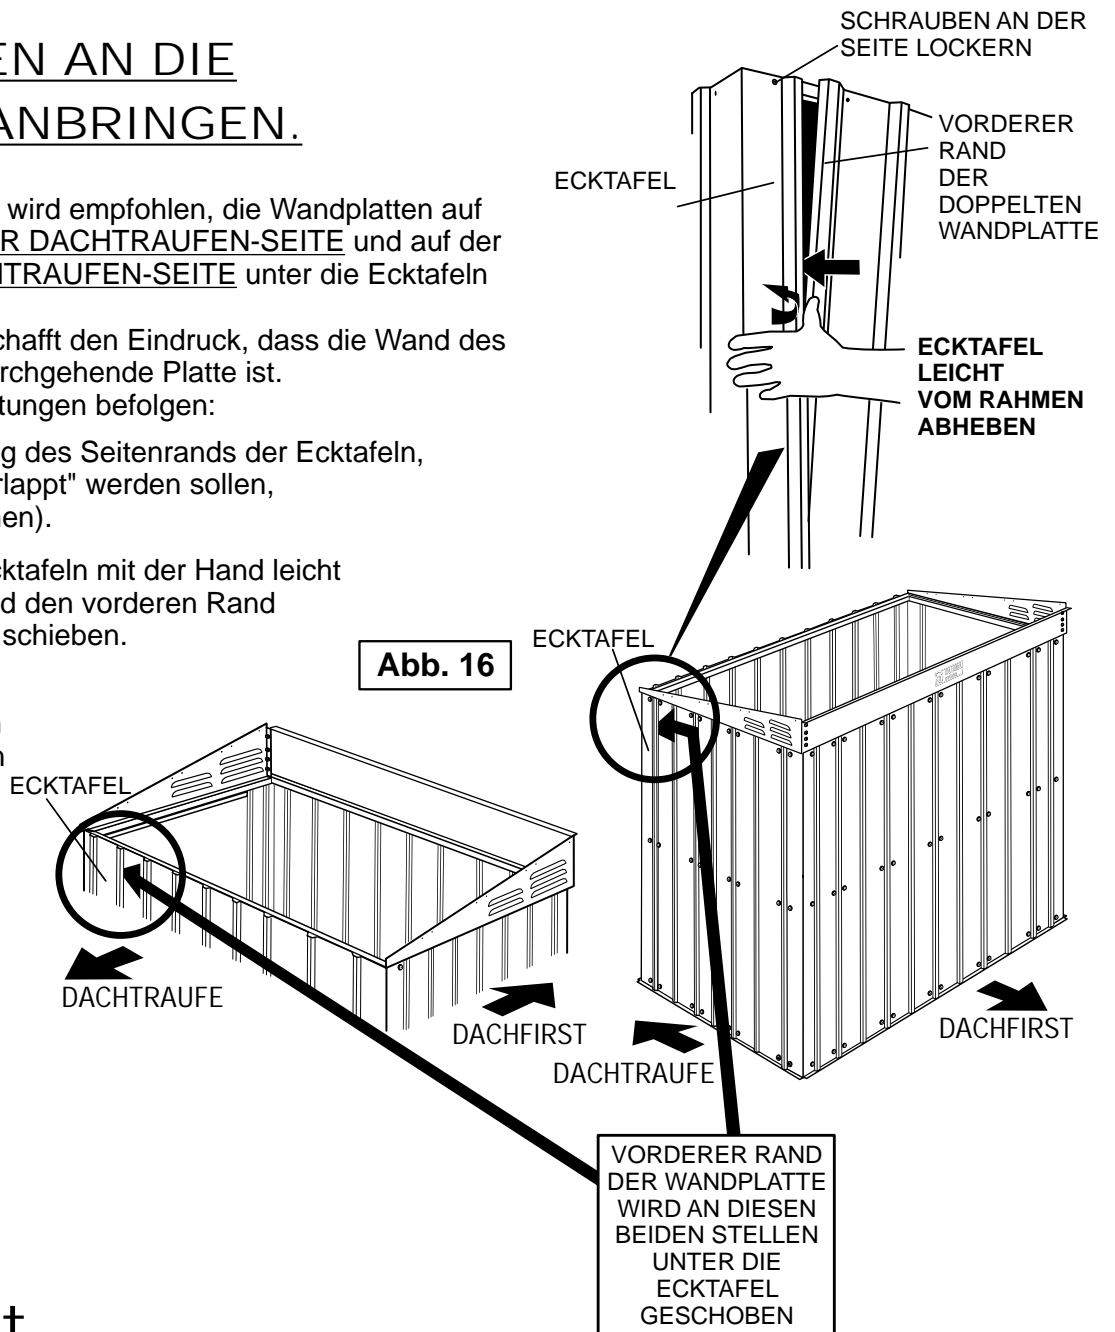 EN AN DIE
ANBRINGEN.
wird empfohlen, die Wandplatten auf
R DACHTRAUFEN-SEITE und auf der
HTRAUFEN-SEITE unter die Ecktafeln
chafft den Eindruck, dass die Wand des
urchgehende Platte ist.
itungen befolgen:
g des Seitenrands der Ecktafeln,
rlappt" werden sollen,
nen).
cktafeln mit der Hand leicht
d den vorderen Rand
schieben.
SCHRAUBEN AN DER
SEITE LOCKERN
ECKTAFEL
VORDERER
RAND
DER
DOPPELTEN
WANDPLATTE
ECKTAFEL
LEICHT
VOM RAHMEN
ABHEBEN
Abb. 16
ECKTAFEL
n
ECKTAFEL
DACHTRAUFE
DACHFIRST
DACHTRAUFE
DACHFIRST
VORDERER RAND
DER WANDPLATTE
WIRD AN DIESEN
BEIDEN STELLEN
UNTER DIE
ECKTAFEL
GESCHOBEN
t